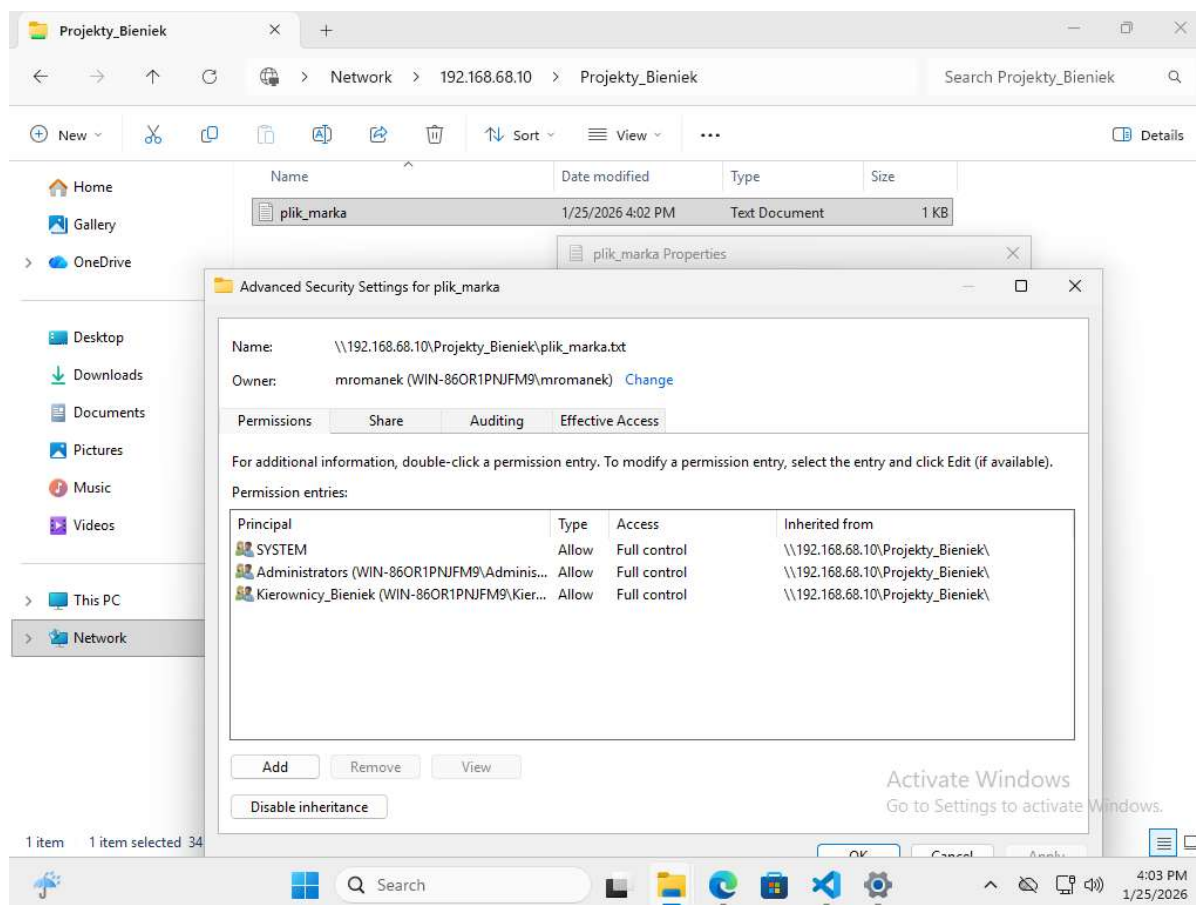 Projekty_Bieniek
Network > 192.168.68.10 > Projekty_Bieniek
Search Projekty_Bieniek
New
Sort
View
Details
Name Date modified Type Size
plik_marka 1/25/2026 4:02 PM Text Document 1 KB
Home
Gallery
OneDrive
Desktop
Downloads
Documents
Pictures
Music
Videos
This PC
Network
plik_marka Properties
Advanced Security Settings for plik_marka
Name: \\192.168.68.10\Projekty_Bieniek\plik_marka.txt
Owner: mromanek (WIN-86OR1PNJFM9\mromanek) Change
Permissions Share Auditing Effective Access
For additional information, double-click a permission entry. To modify a permission entry, select the entry and click Edit (if available).
Permission entries:
Principal Type Access Inherited from
SYSTEM Allow Full control \\192.168.68.10\Projekty_Bieniek\
Administrators (WIN-86OR1PNJFM9\Adminis... Allow Full control \\192.168.68.10\Projekty_Bieniek\
Kierownicy_Bieniek (WIN-86OR1PNJFM9\Kier... Allow Full control \\192.168.68.10\Projekty_Bieniek\
Add Remove View
Disable inheritance
Activate Windows
Go to Settings to activate Windows.
OK Cancel Apply
1 item 1 item selected 34
Search
4:03 PM
1/25/2026